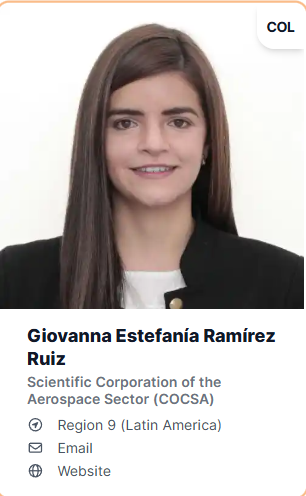 COL
Giovanna Estefanía Ramírez
Ruiz
Scientific Corporation of the
Aerospace Sector (COCSA)
Region 9 (Latin America)
Email
Website